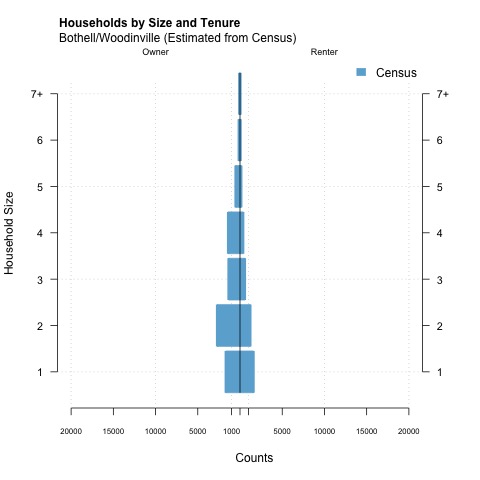 Households by Size and Tenure
Bothell/Woodinville (Estimated from Census)
Owner Renter
Census
7+ 7+
6 6
5 5
4 4
3 3
2 2
1 1
Household Size
20000 15000 10000 5000 1000 5000 10000 15000 20000
Counts